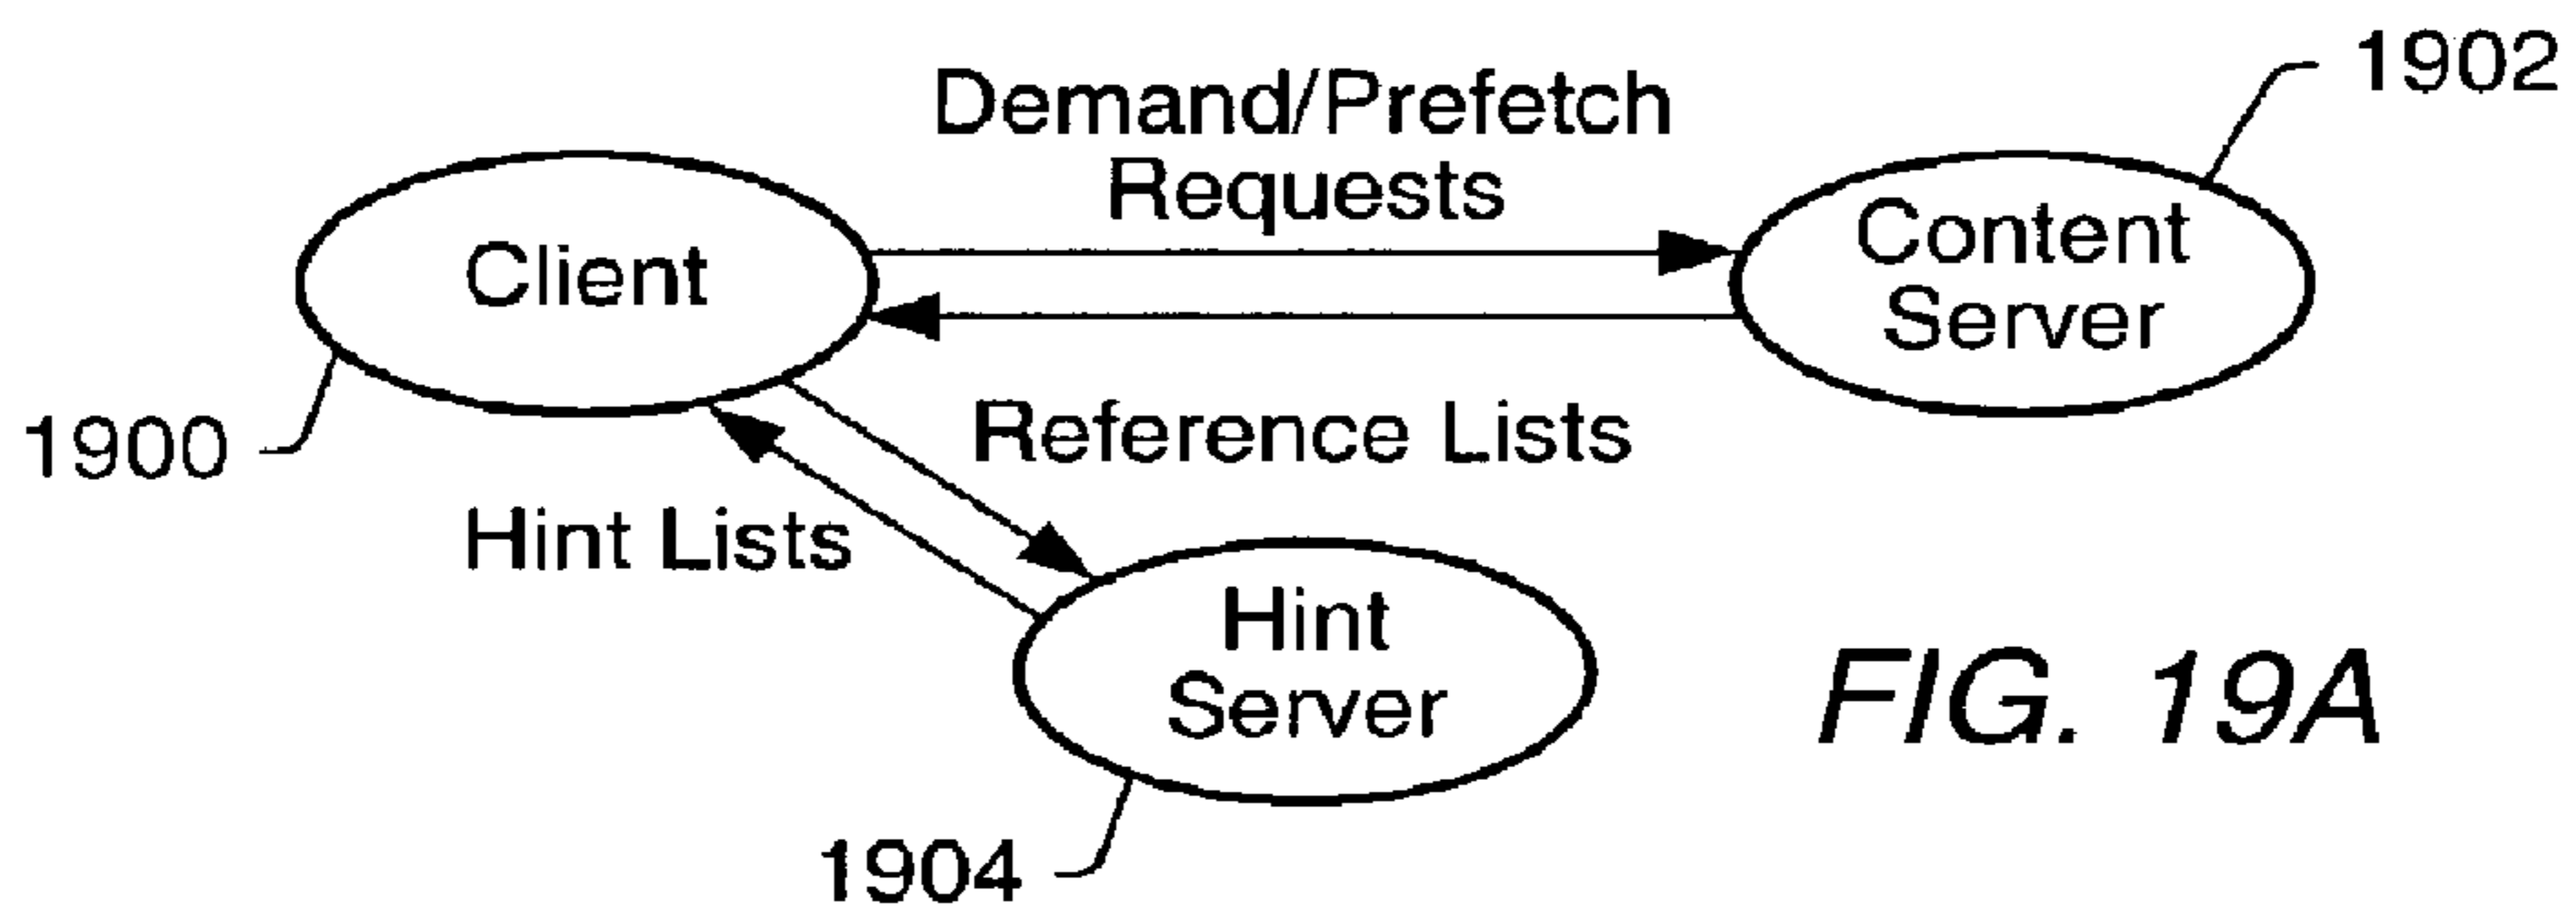 1902
Demand/Prefetch
Requests
Client
Content
Server
1900
Reference Lists
Hint Lists
Hint
Server
FIG. 19A
1904